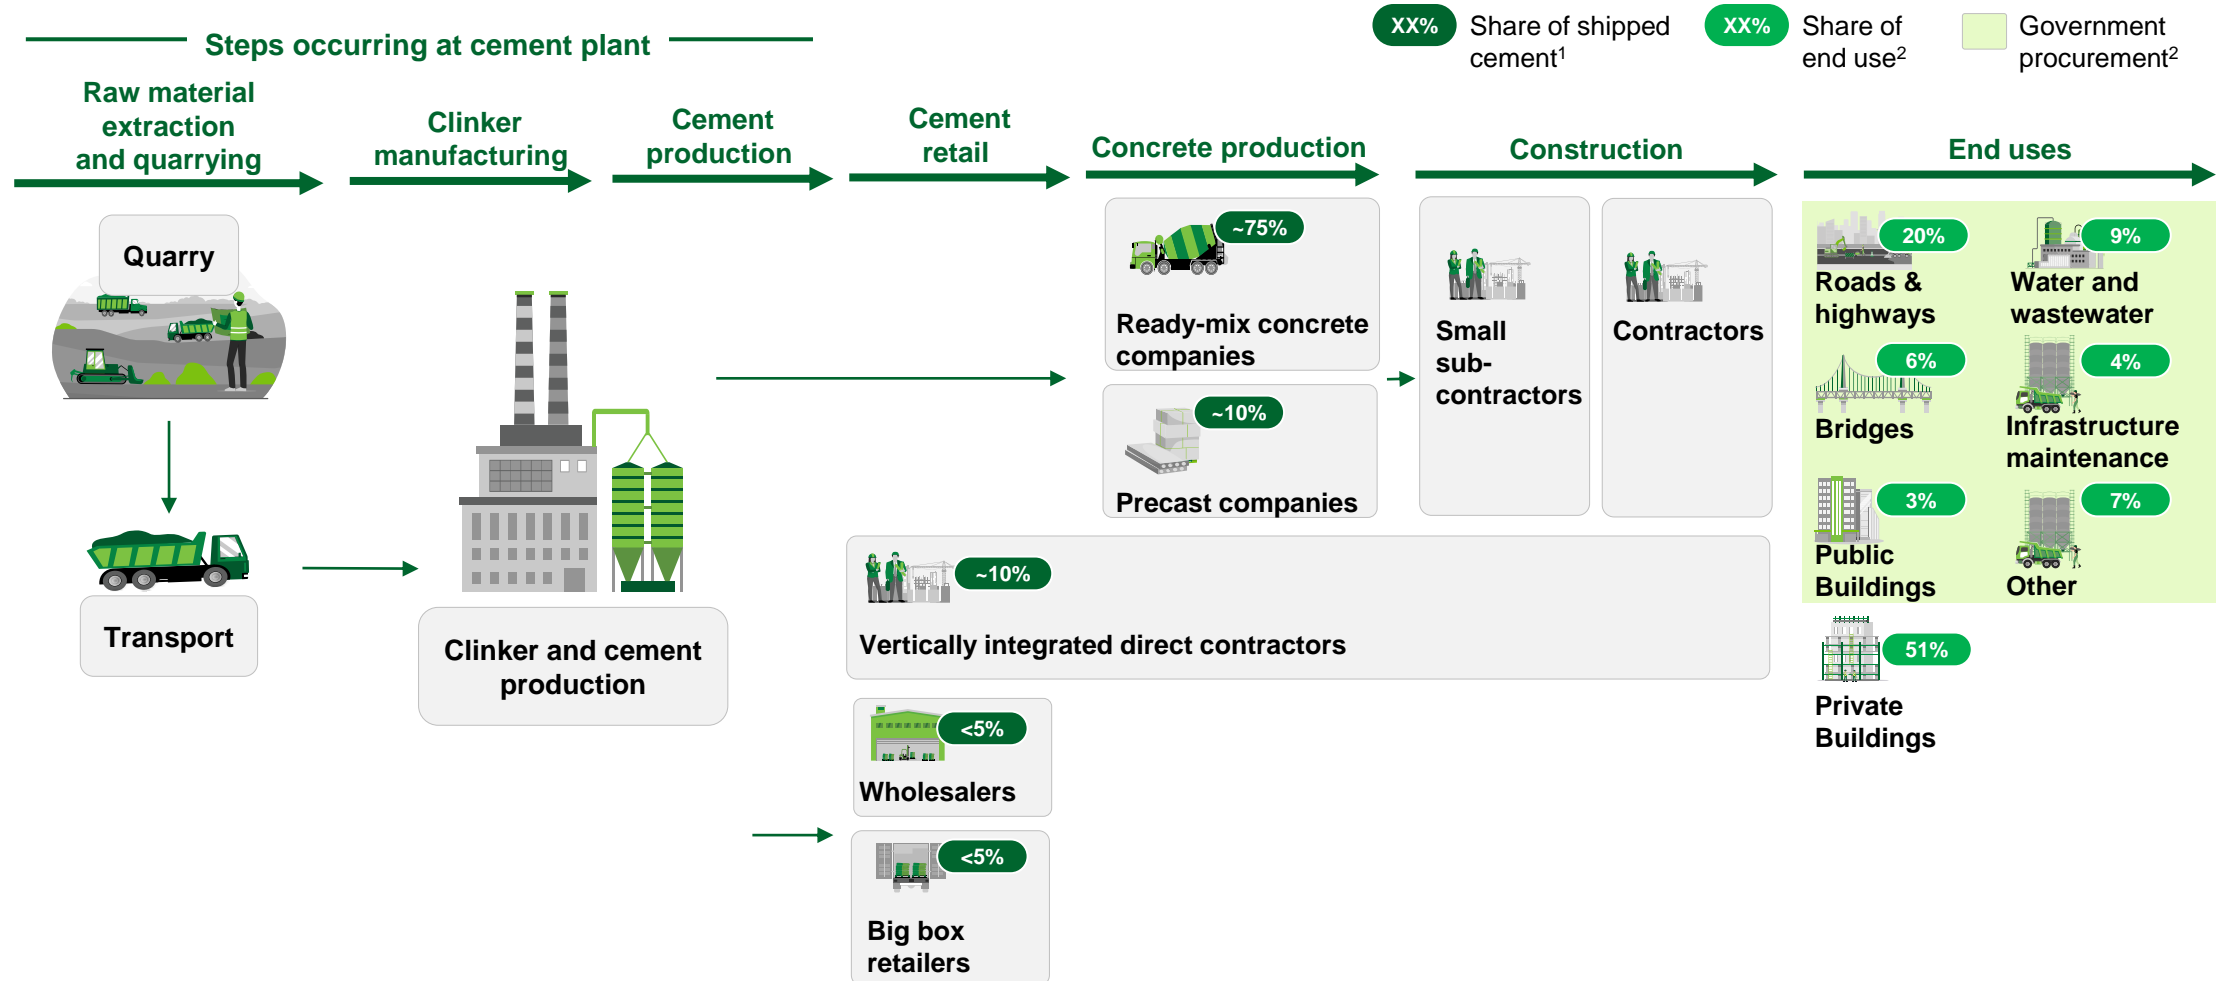 Steps occurring at cement plant
XX%
Share of shipped
cement1
XX%
Share of
end use2
Government
procurement2
Raw material
extraction
and quarrying
Clinker
manufacturing
Cement
production
Cement
retail
Concrete production
Construction
End uses
Quarry
Transport
Clinker and cement
production
~75%
Ready-mix concrete
companies
~10%
Precast companies
Small
sub-
contractors
Contractors
~10%
Vertically integrated direct contractors
<5%
Wholesalers
<5%
Big box
retailers
20%
Roads &
highways
9%
Water and
wastewater
6%
Bridges
4%
Infrastructure
maintenance
3%
Public
Buildings
7%
Other
51%
Private
Buildings